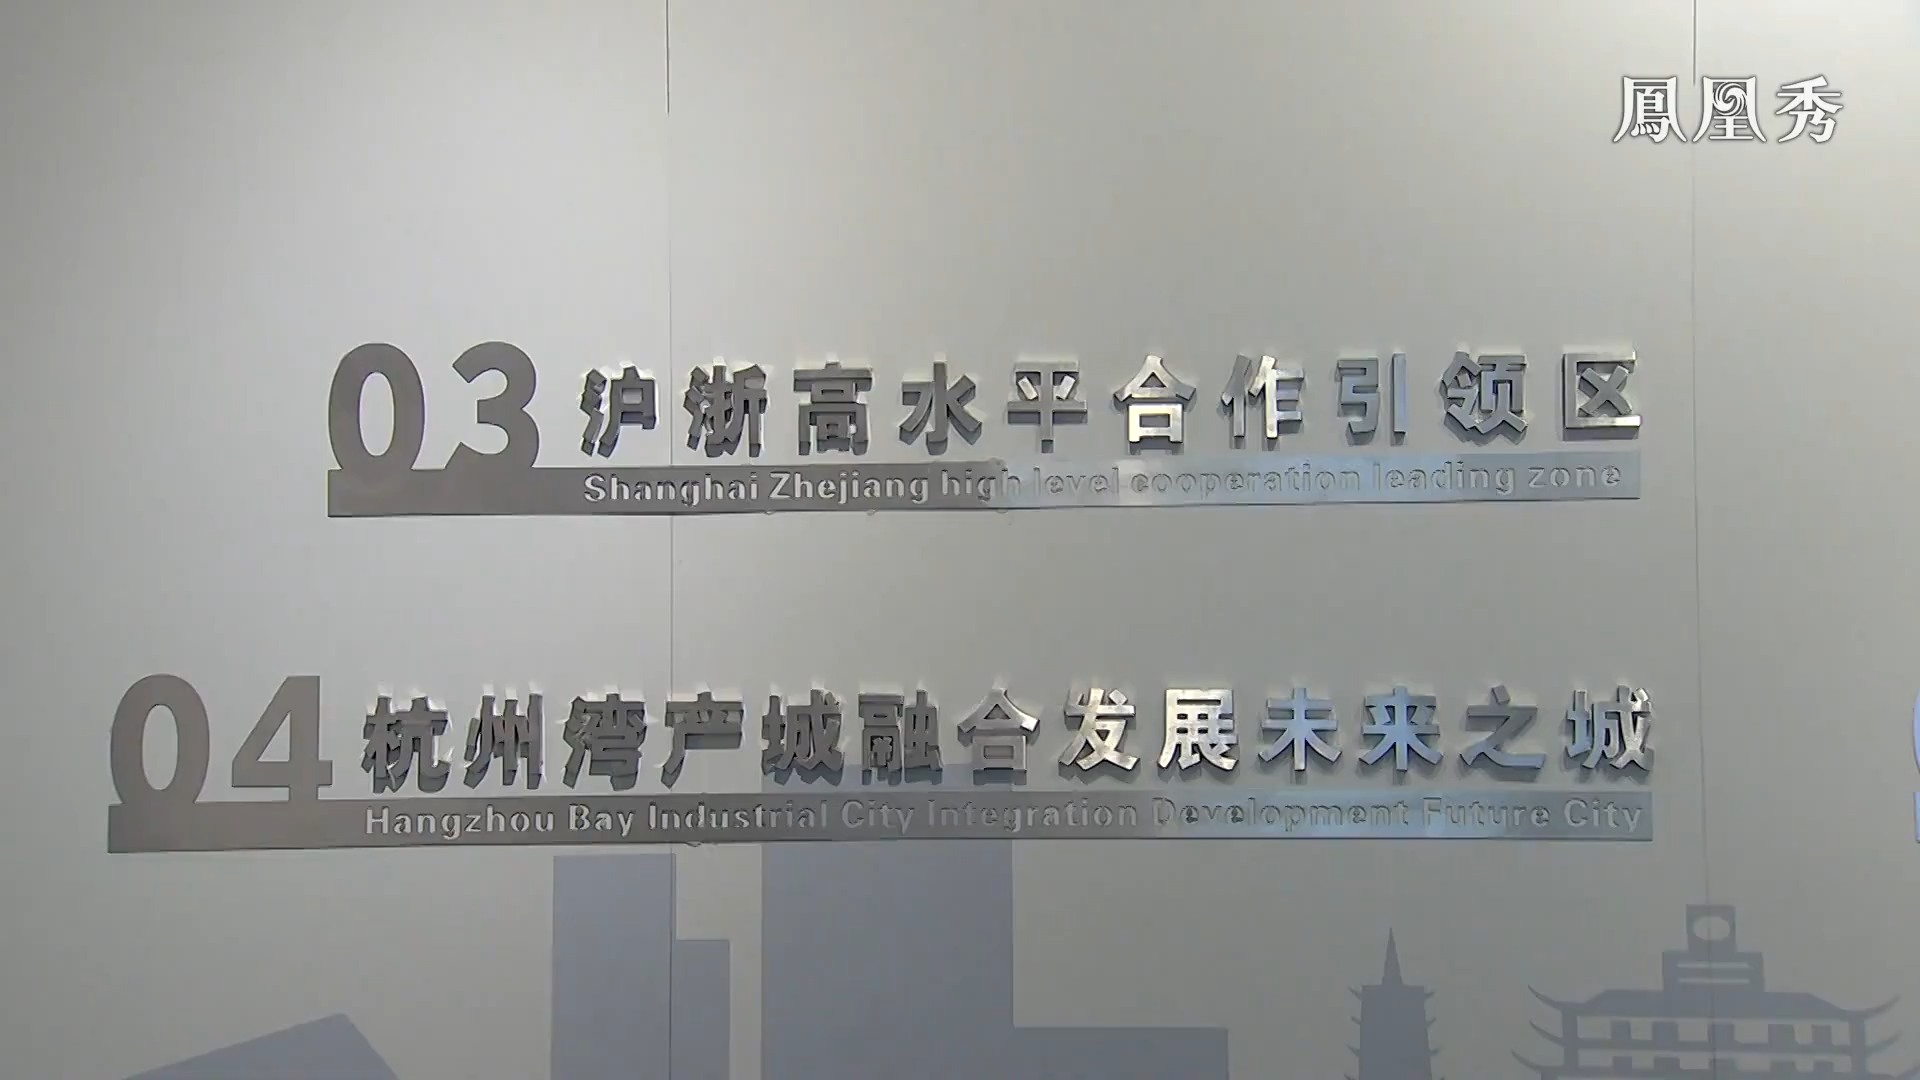 鳳凰秀
03 沪浙高水平合作引领区
Shanghai Zhejiang high level cooperation leading zone
04 杭州湾产城融合发展未来之城
Hangzhou Bay Industrial City Integration Development Future City